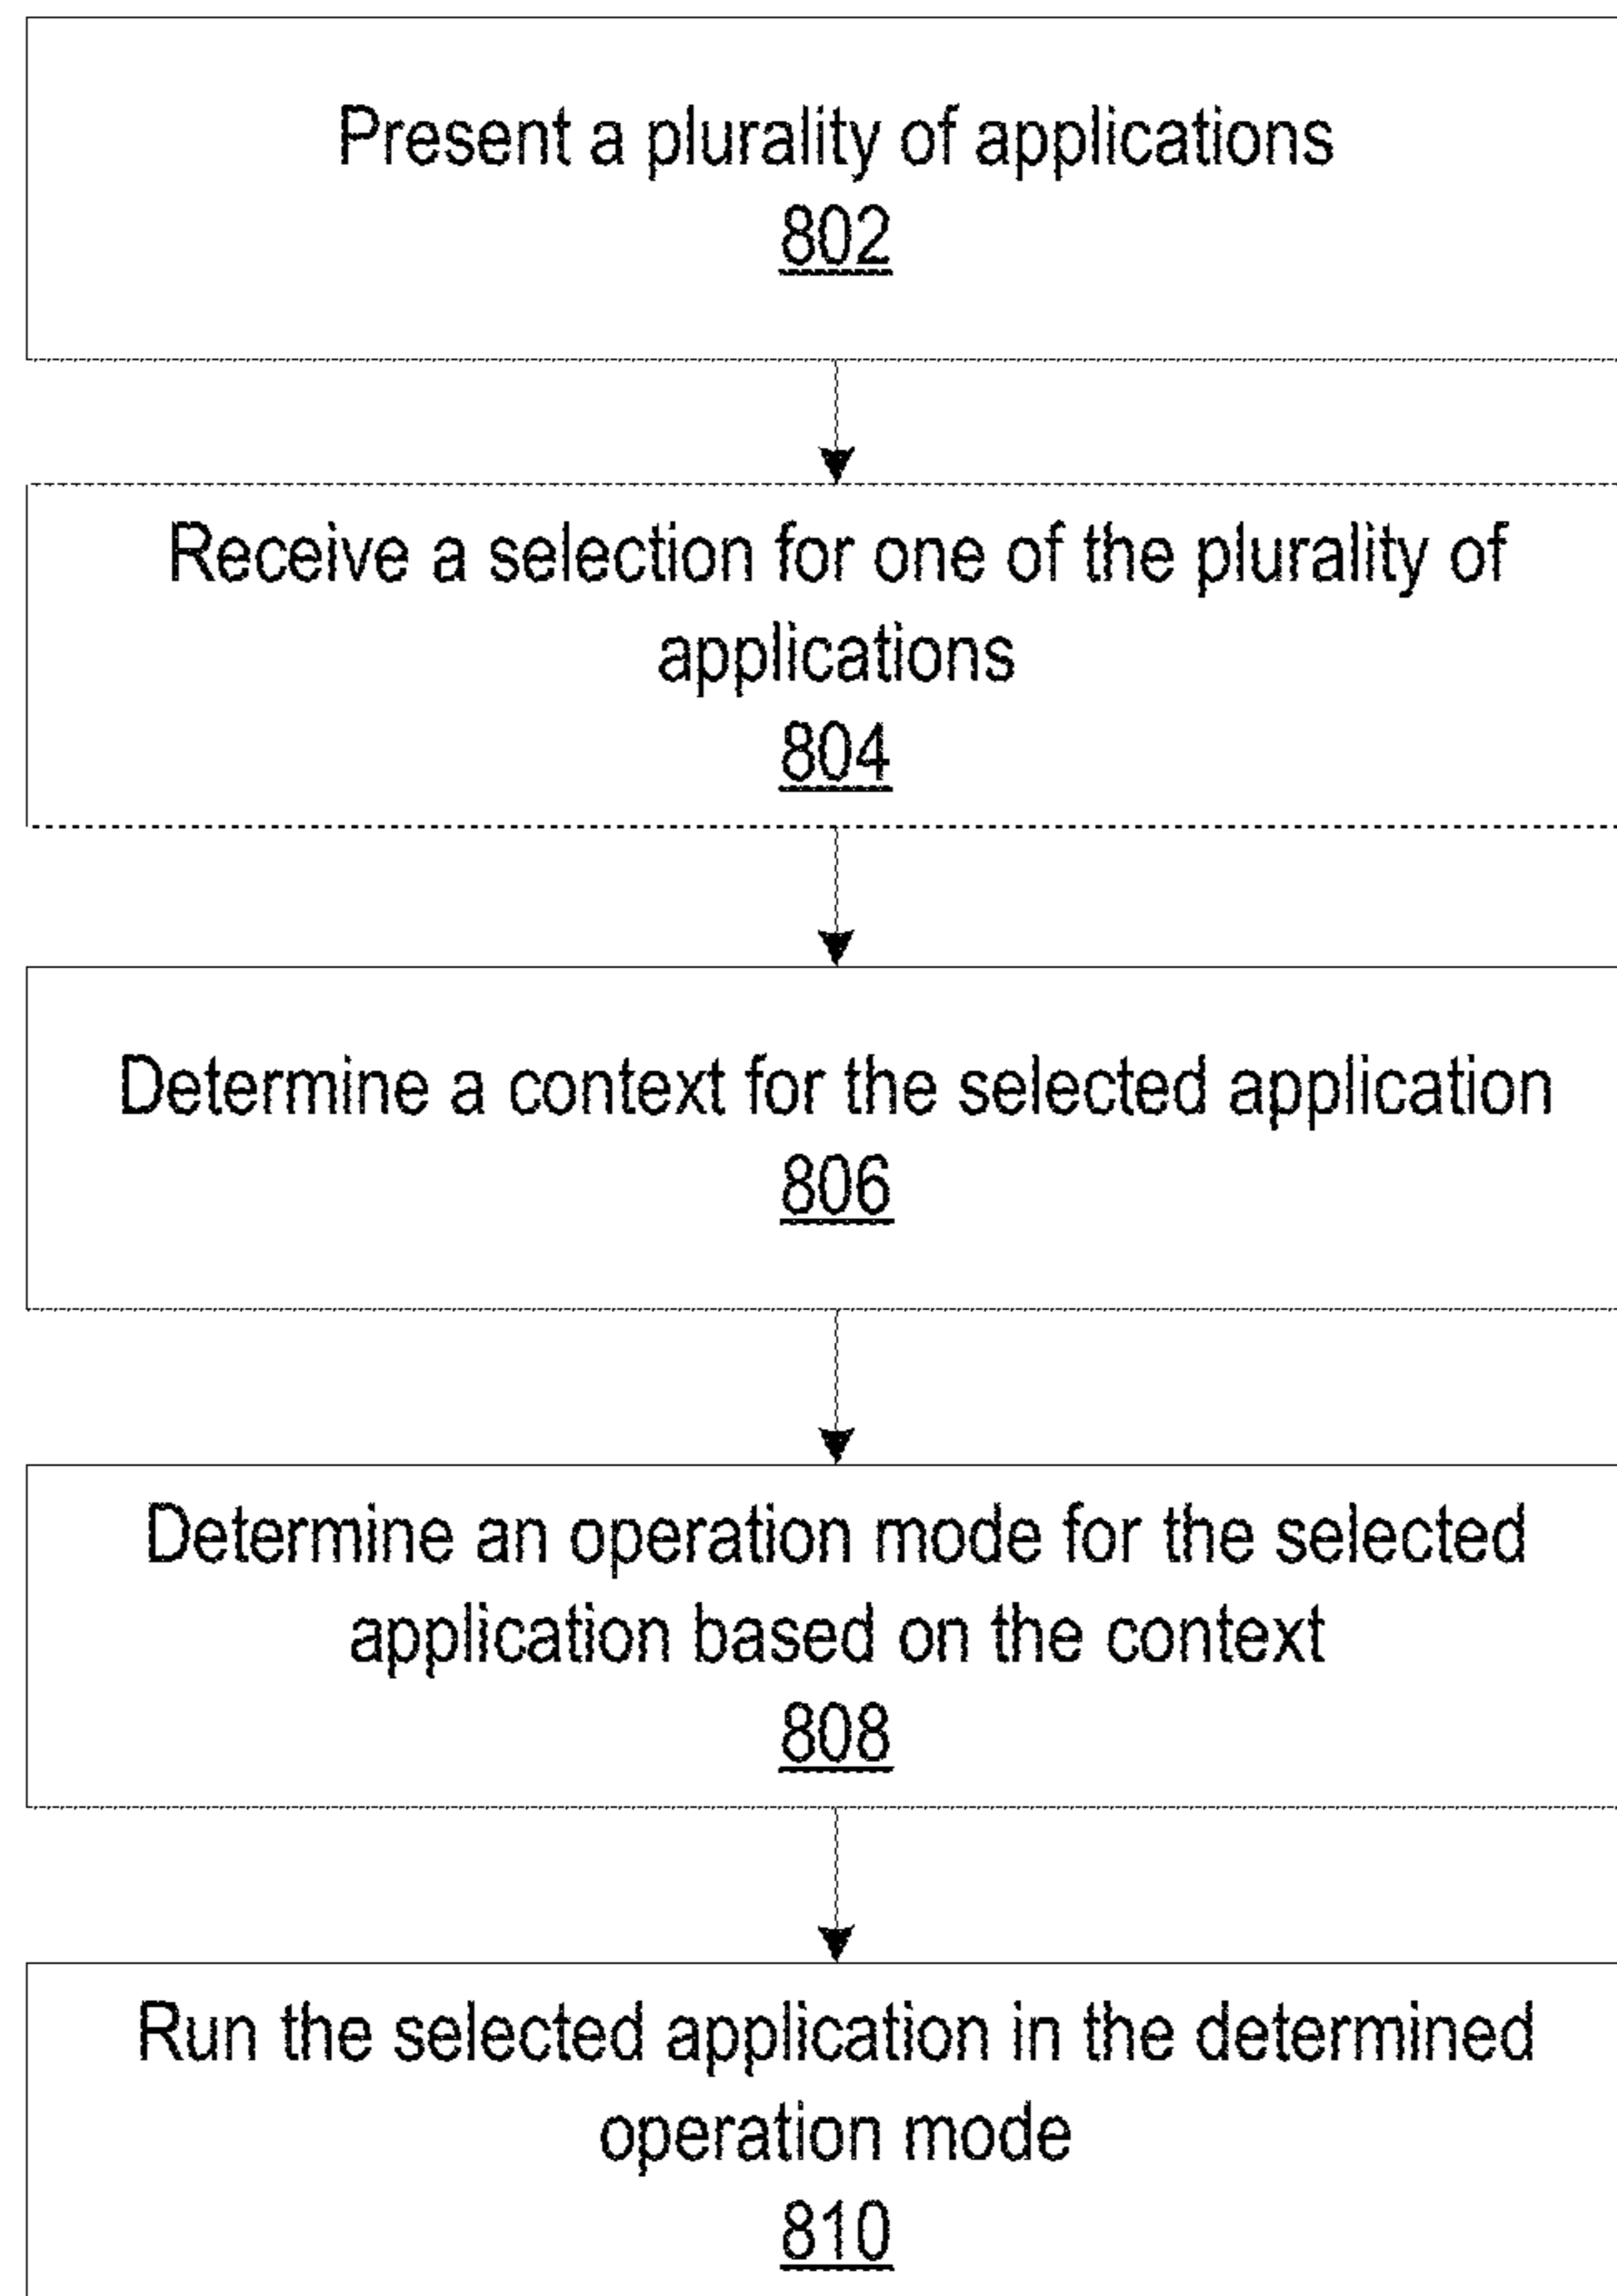 Present a plurality of applications
802
Receive a selection for one of the plurality of
applications
804
Determine a context for the selected application
806
Determine an operation mode for the selected
application based on the context
808
Run the selected application in the determined
operation mode
810